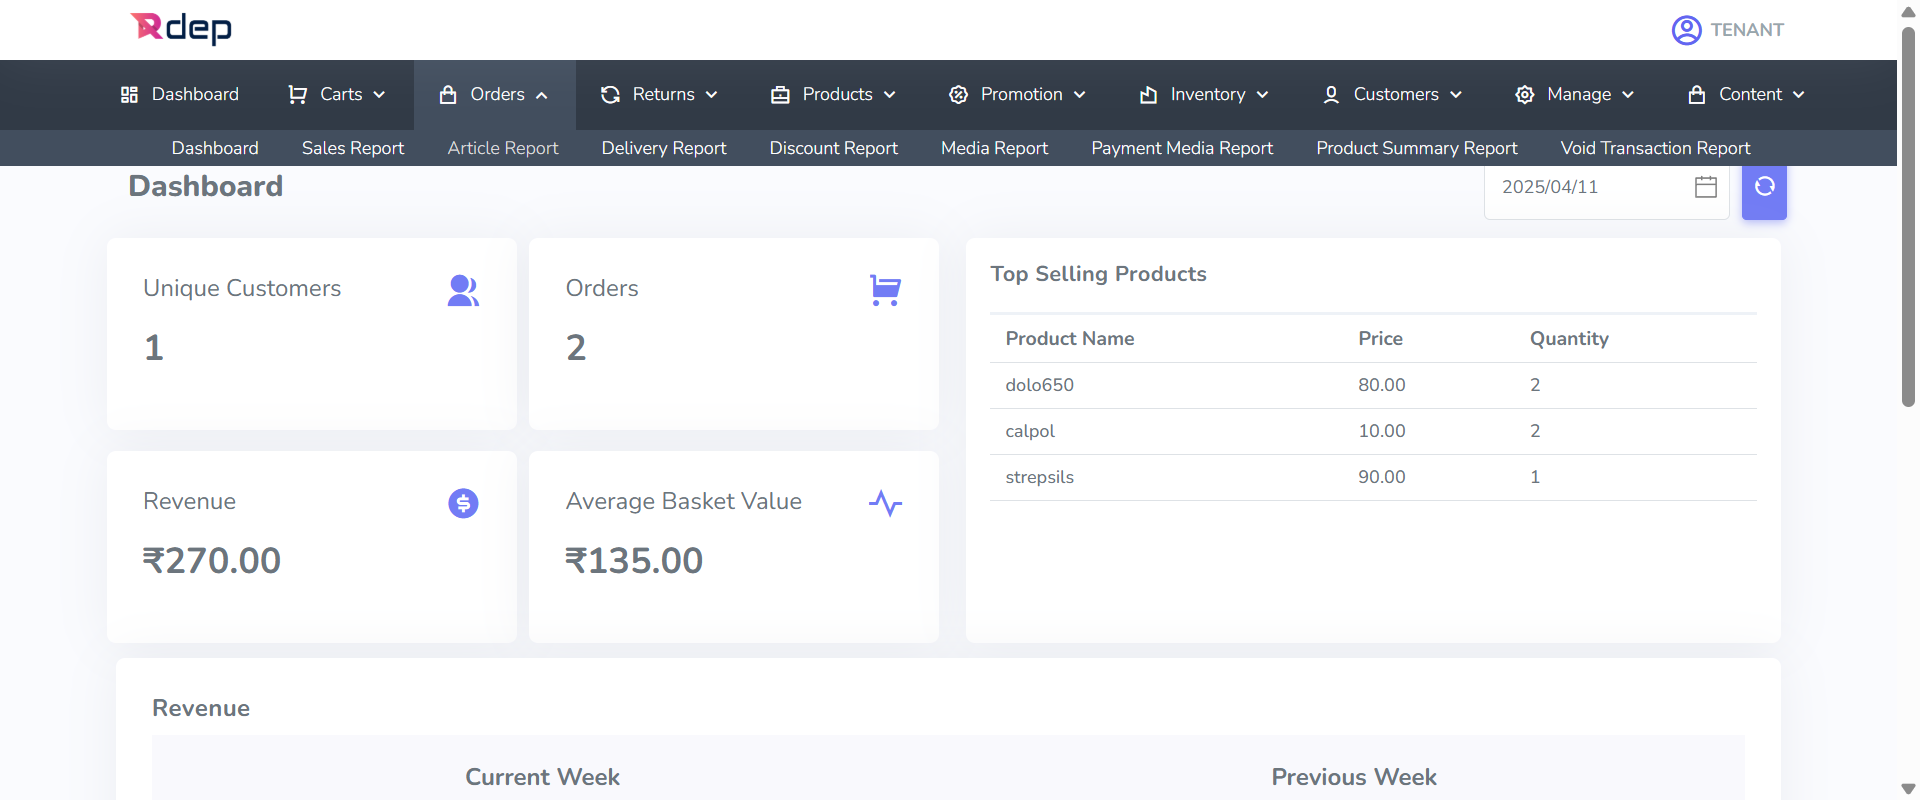 Rdep
TENANT
Dashboard Carts Orders Returns Products Promotion Inventory Customers Manage Content
Dashboard Sales Report Article Report Delivery Report Discount Report Media Report Payment Media Report Product Summary Report Void Transaction Report
Dashboard
2025/04/11
Unique Customers
1
Orders
2
Revenue
₹270.00
Average Basket Value
₹135.00
Top Selling Products
Product Name Price Quantity
dolo650 80.00 2
calpol 10.00 2
strepsils 90.00 1
Revenue
Current Week Previous Week